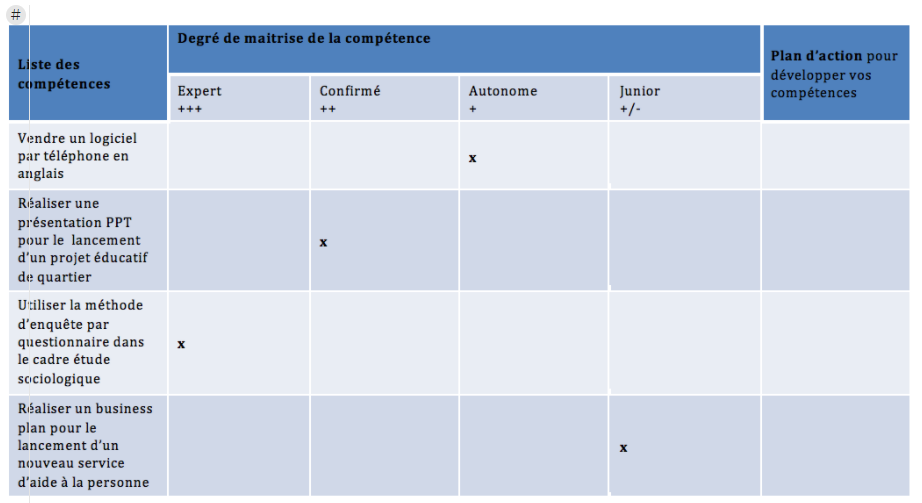 #
Liste des
compétences
Degré de maitrise de la compétence
Plan d'action pour
développer vos
compétences
Expert
+++
Confirmé
++
Autonome
+
Junior
+/-
Vendre un logiciel
par téléphone en
anglais
x
Réaliser une
présentation PPT
pour le lancement
d'un projet éducatif
de quartier
x
Utiliser la méthode
d'enquête par
questionnaire dans
le cadre étude
sociologique
x
Réaliser un business
plan pour le
lancement d'un
nouveau service
d'aide à la personne
x